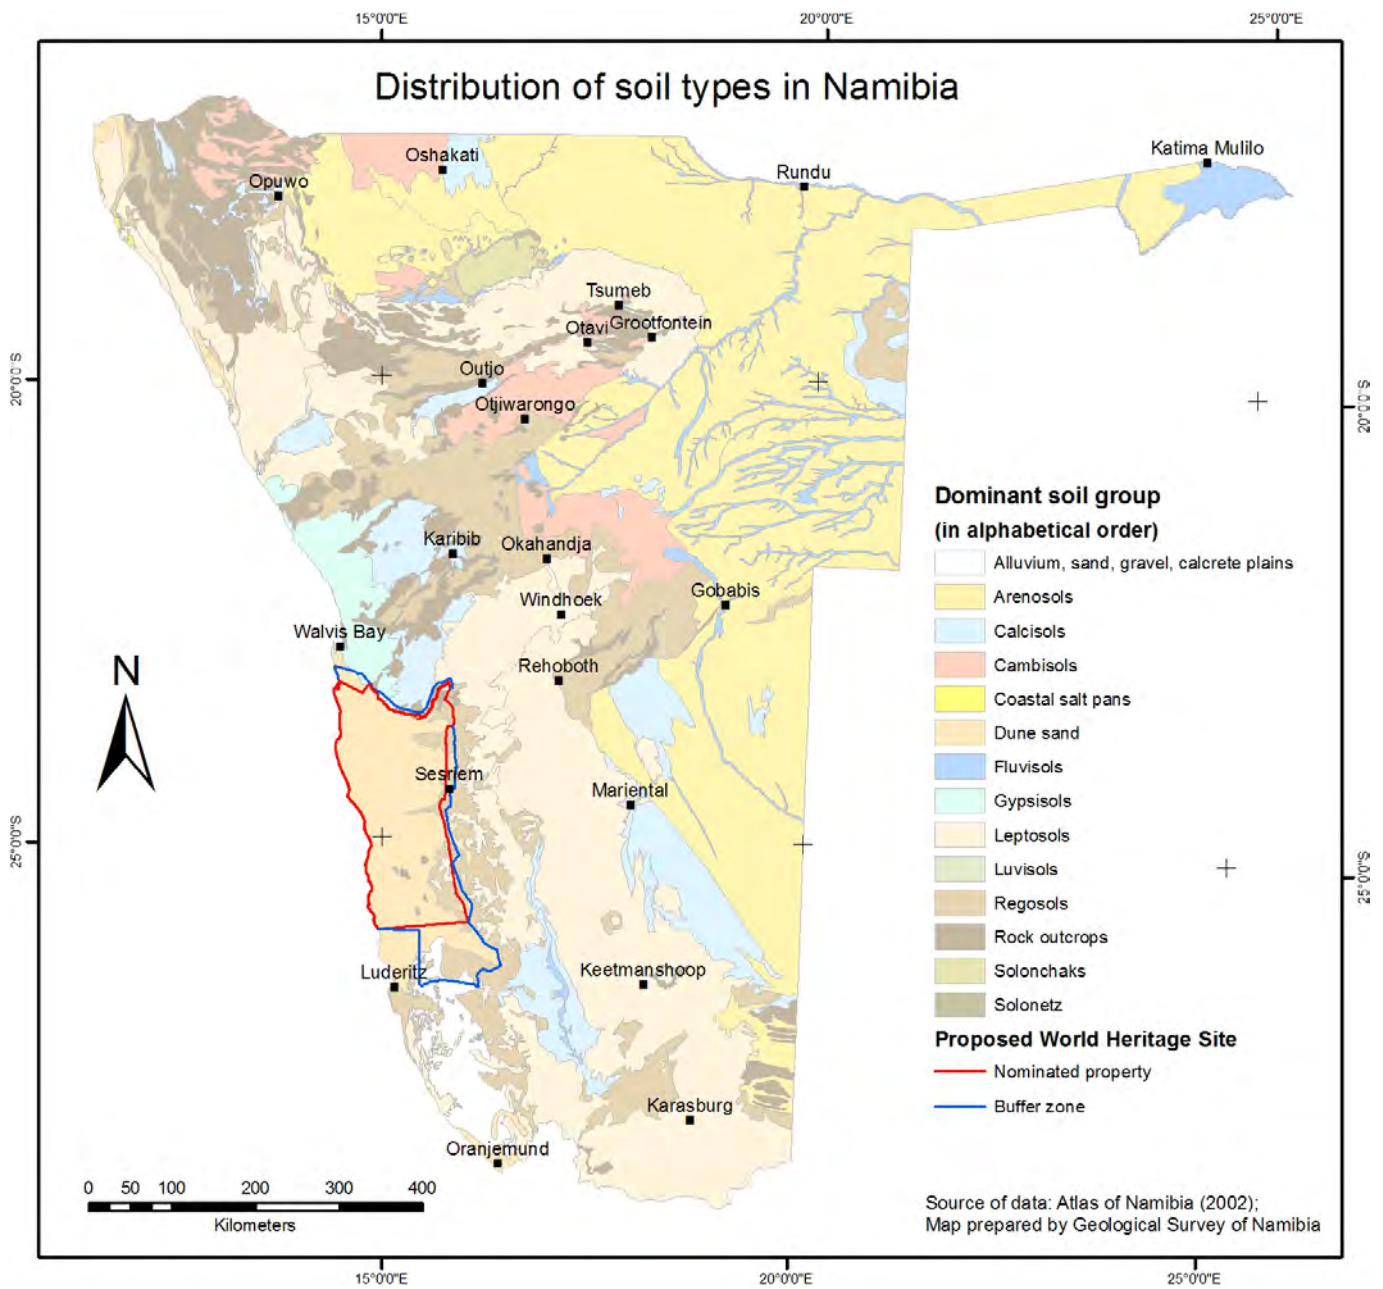 15°0'0"E 20°0'0"E 25°0'0"E
Distribution of soil types in Namibia
Oshakati
Katima Mulilo
Rundu
Opuwo
Tsumeb
Otavi
Grootfontein
Outjo
Otjiwarongo
20°0'0"S
20°0'0"S
Karibib
Okahandja
Windhoek
Gobabis
Walvis Bay
Rehoboth
N
Sesriem
Mariental
25°0'0"S
25°0'0"S
Luderitz
Keetmanshoop
Karasburg
Oranjemund
Dominant soil group
(in alphabetical order)
Alluvium, sand, gravel, calcrete plains
Arenosols
Calcisols
Cambisols
Coastal salt pans
Dune sand
Fluvisols
Gypsisols
Leptosols
Luvisols
Regosols
Rock outcrops
Solonchaks
Solonetz
Proposed World Heritage Site
Nominated property
Buffer zone
0 50 100 200 300 400
Kilometers
Source of data: Atlas of Namibia (2002);
Map prepared by Geological Survey of Namibia
15°0'0"E 20°0'0"E 25°0'0"E